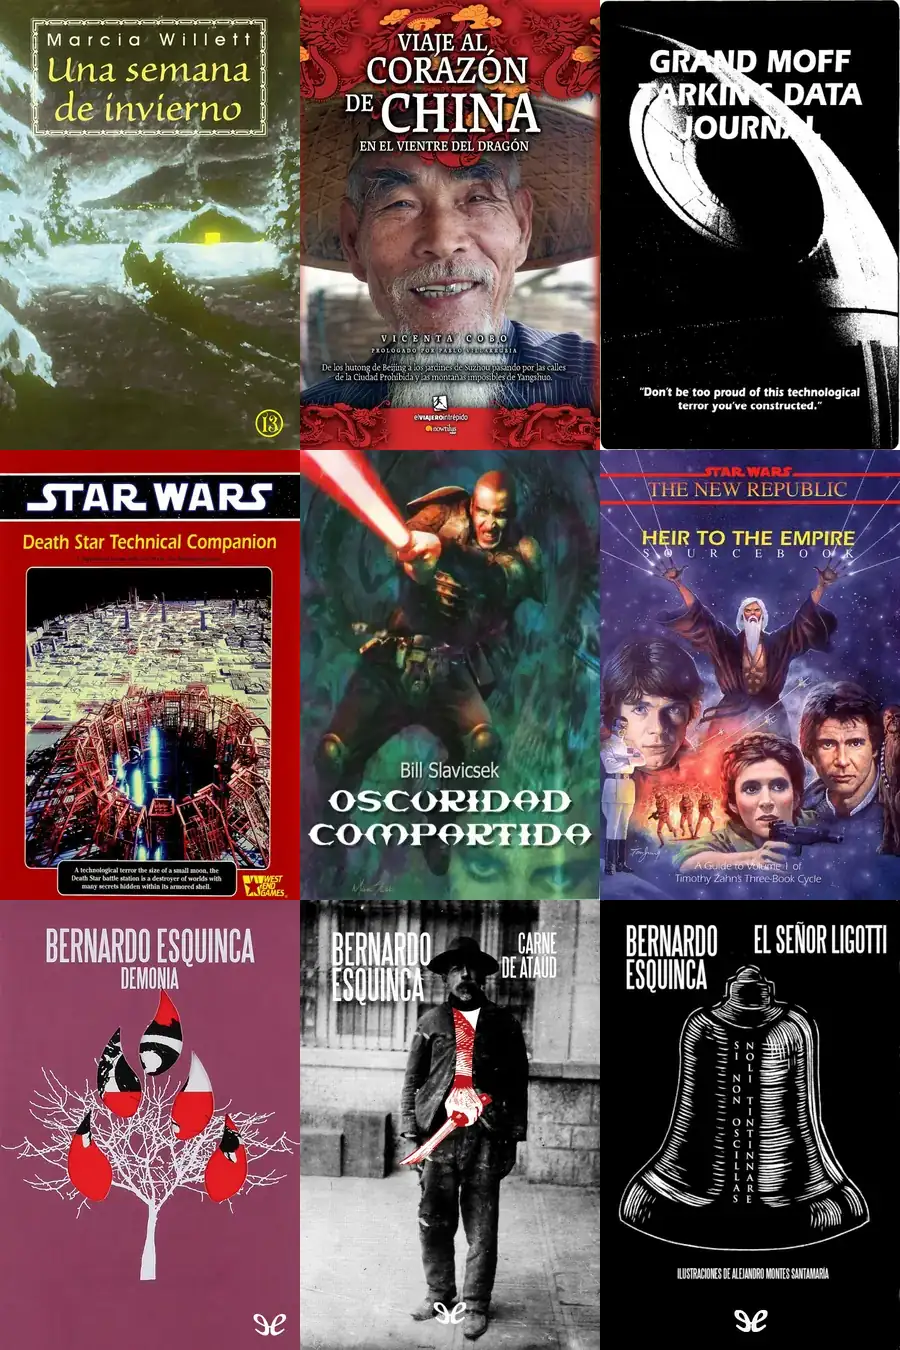 Marcia Willett
Una semana
de invierno
13
VIAJE AL
CORAZÓN
DE CHINA
EN EL VIENTRE DEL DRAGÓN
VICENTA COBO
PROLOGADO POR PABLO VILLARRUBIA
De los hutong de Beijing a los jardines de Suzhou pasando por las calles
de la Ciudad Prohibida y las montañas imposibles de Yangshuo.
elVIAJEROintrépido
nowtilus
GRAND MOFF
TARKIN'S DATA
JOURNAL
"Don't be too proud of this technological
terror you've constructed."
STAR WARS
Death Star Technical Companion
A technological terror the size of a small moon, the
Death Star battle station is a destroyer of worlds with
many secrets hidden within its armored shell.
WEST
END
GAMES
Bill Slavicsek
OSCURIDAD
COMPARTIDA
STAR WARS
THE NEW REPUBLIC
HEIR TO THE EMPIRE
SOURCEBOOK
A Guide to Volume 1 of
Timothy Zahn's Three-Book Cycle
BERNARDO ESQUINCA
DEMONIA
BERNARDO
ESQUINCA
CARNE
DE ATAÚD
BERNARDO
ESQUINCA
EL SEÑOR LIGOTTI
SI NON OSCILLAS
NOLI TINTINNARE
ILUSTRACIONES DE ALEJANDRO MONTES SANTAMARÍA